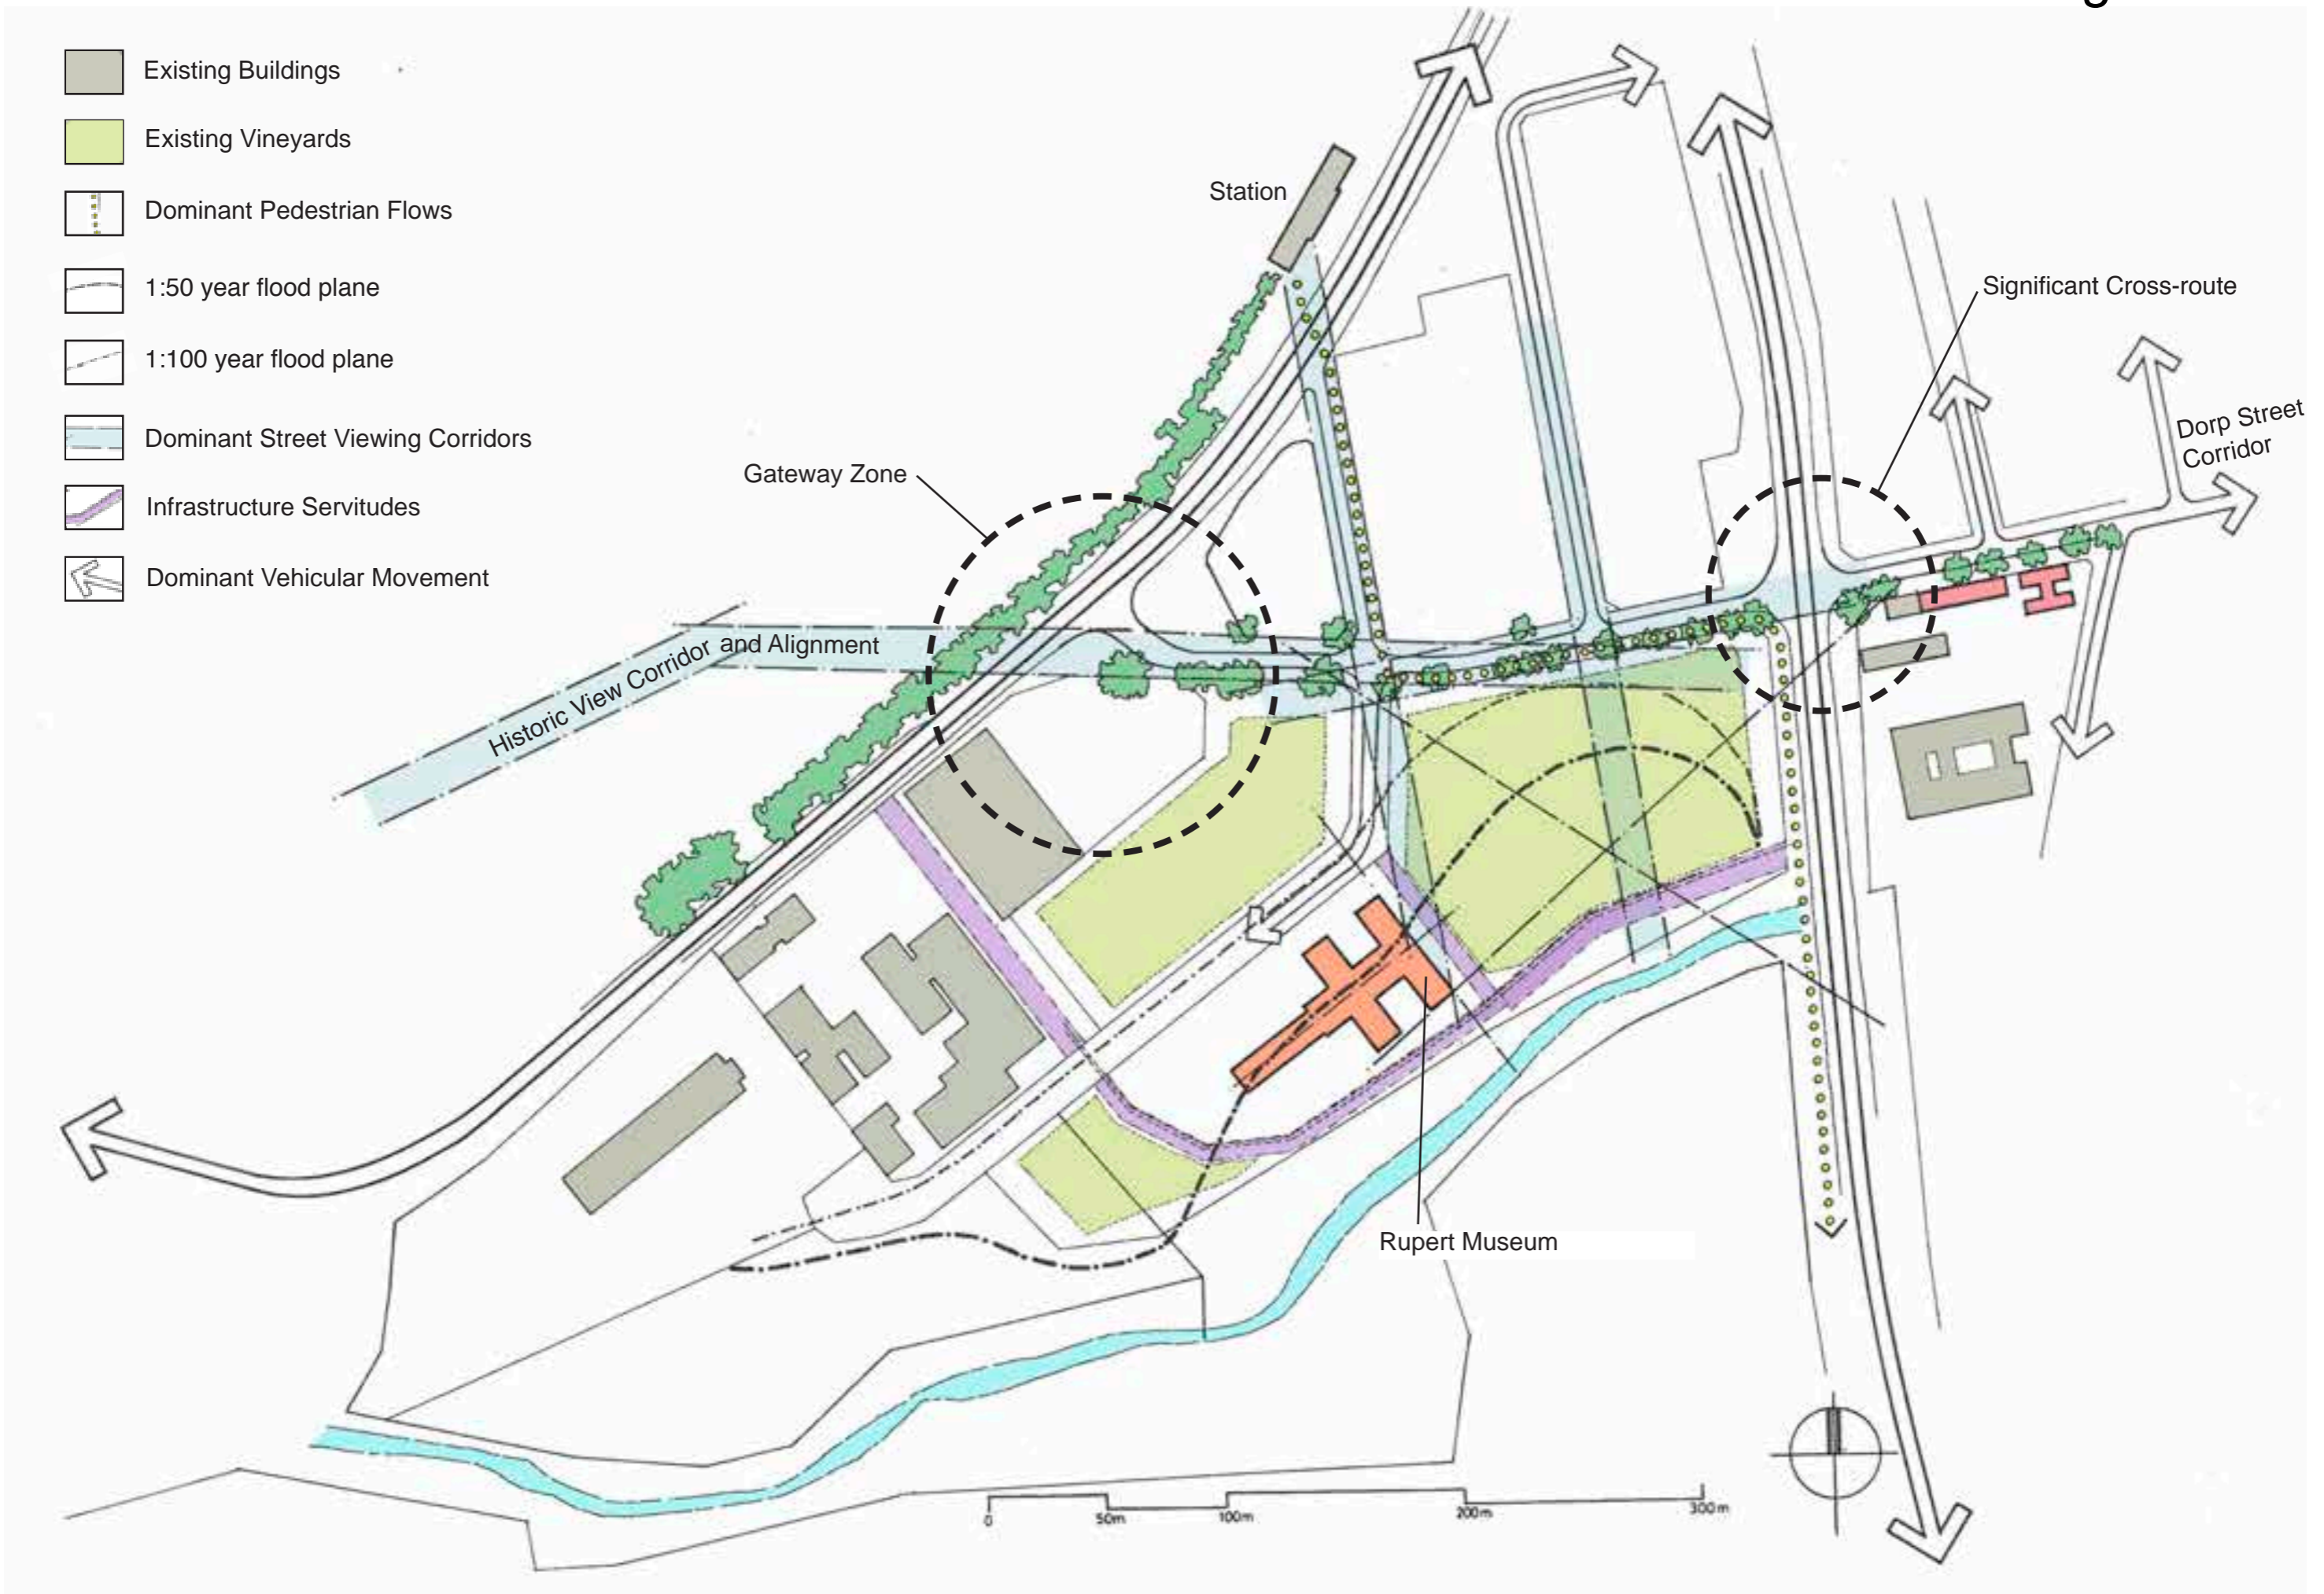 g
Existing Buildings
Existing Vineyards
Dominant Pedestrian Flows
1:50 year flood plane
1:100 year flood plane
Dominant Street Viewing Corridors
Infrastructure Servitudes
Dominant Vehicular Movement
Station
Significant Cross-route
Dorp Street
Corridor
Gateway Zone
Historic View Corridor and Alignment
Rupert Museum
0
50m
100m
200m
300m